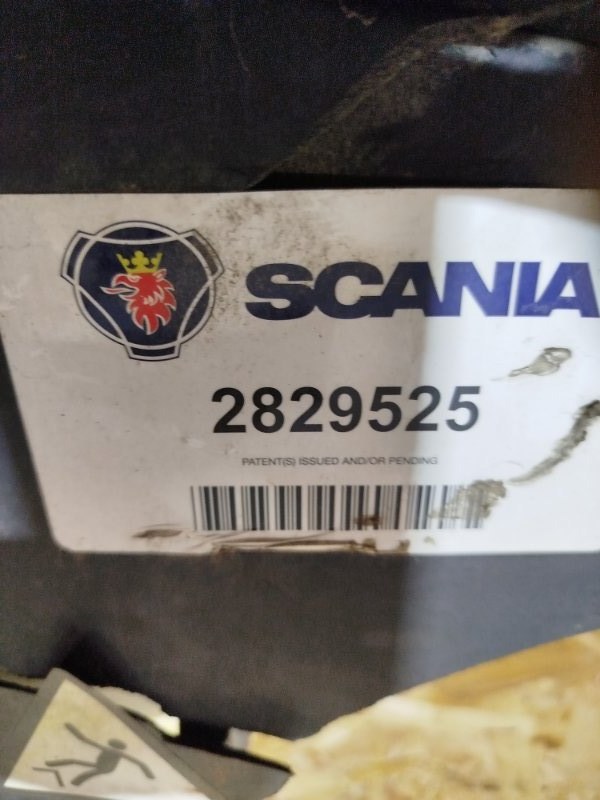 SCANIA
2829525
PATENT(S) ISSUED AND/OR PENDING